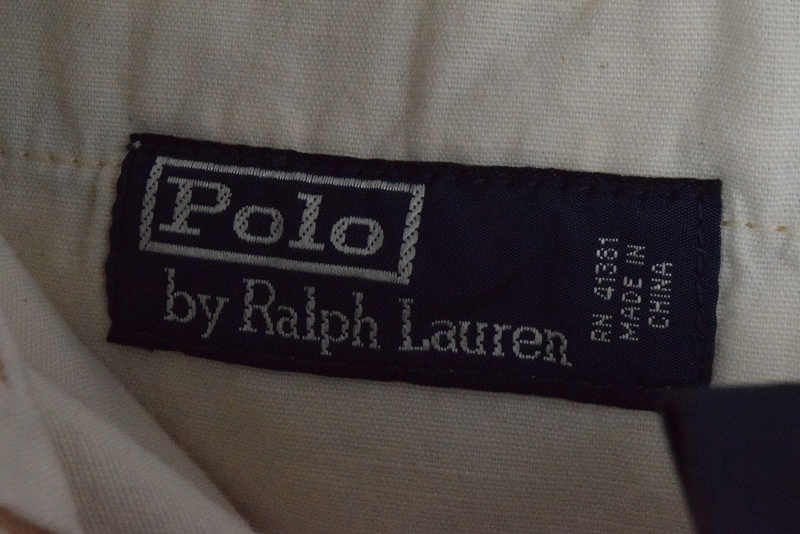 Polo
by Ralph Lauren
RN 41381
MADE IN
CHINA